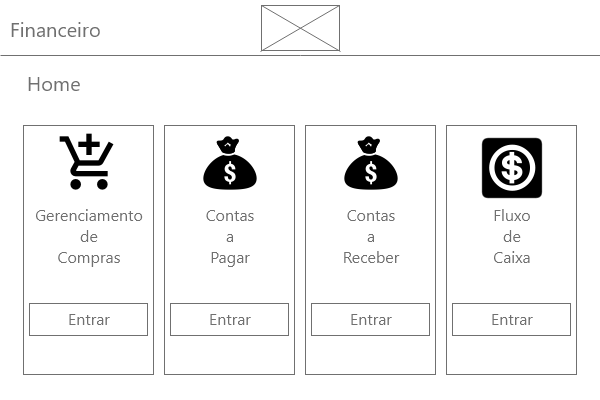 Financeiro
Home
Gerenciamento
de
Compras
Entrar
$
Contas
a
Pagar
Entrar
$
Contas
a
Receber
Entrar
$
Fluxo
de
Caixa
Entrar